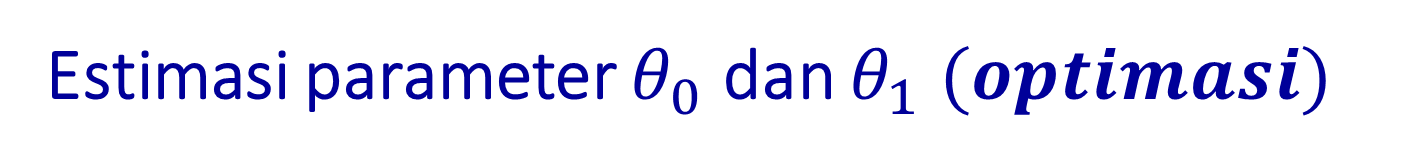 Estimasi parameter 𝜃₀ dan 𝜃₁ (optimasi)